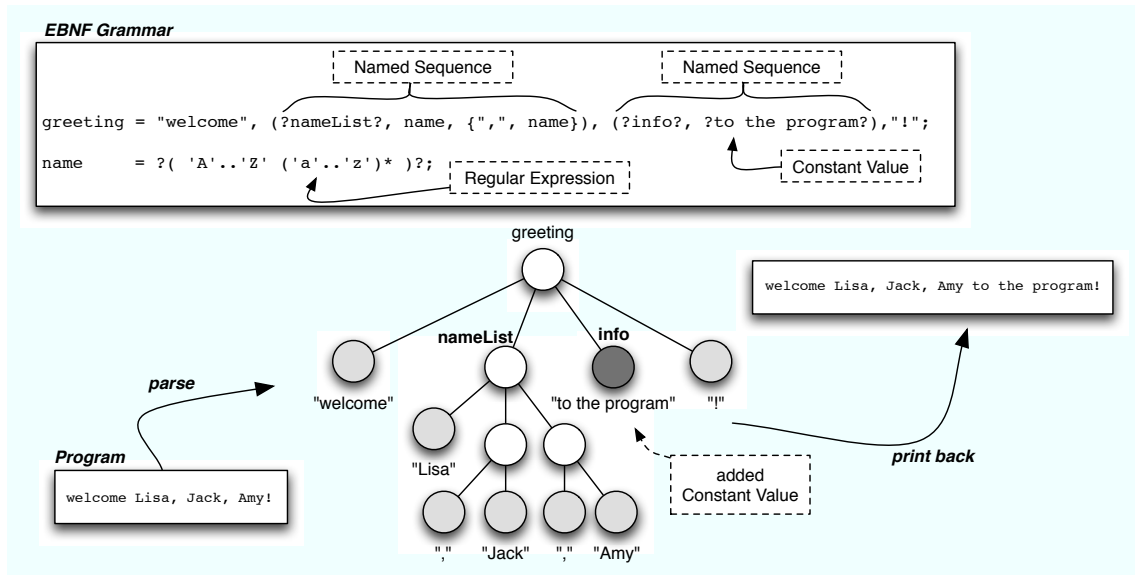 EBNF Grammar
Named Sequence
Named Sequence
greeting = "welcome", (?nameList?, name, {",", name}), (?info?, ?to the program?),"!";
name = ?( 'A'..'Z' ('a'..'z')* )?;
Regular Expression
Constant Value
greeting
welcome Lisa, Jack, Amy to the program!
nameList
info
parse
"welcome"
"to the program"
"!"
"Lisa"
print back
Program
welcome Lisa, Jack, Amy!
added
Constant Value
","
"Jack"
","
"Amy"